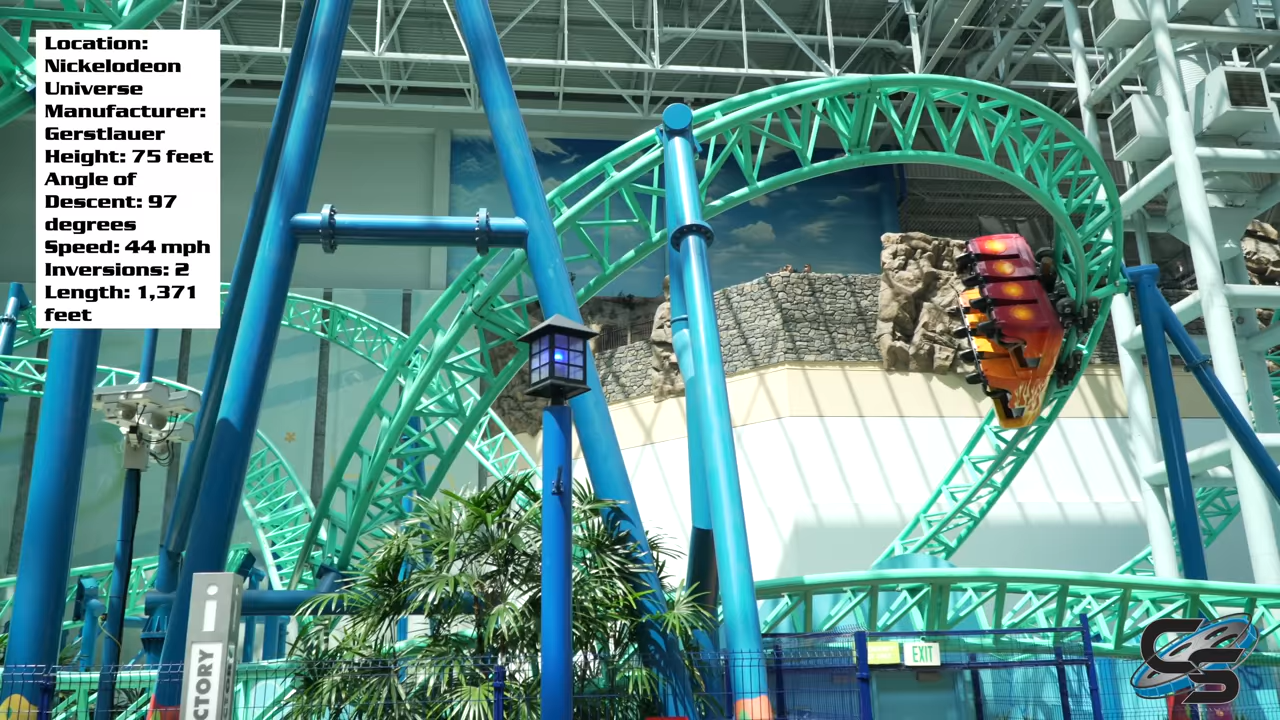 Location:
Nickelodeon
Universe
Manufacturer:
Gerstlauer
Height: 75 feet
Angle of
Descent: 97
degrees
Speed: 44 mph
Inversions: 2
Length: 1,371
feet
i
CTORY
EXIT
CFS